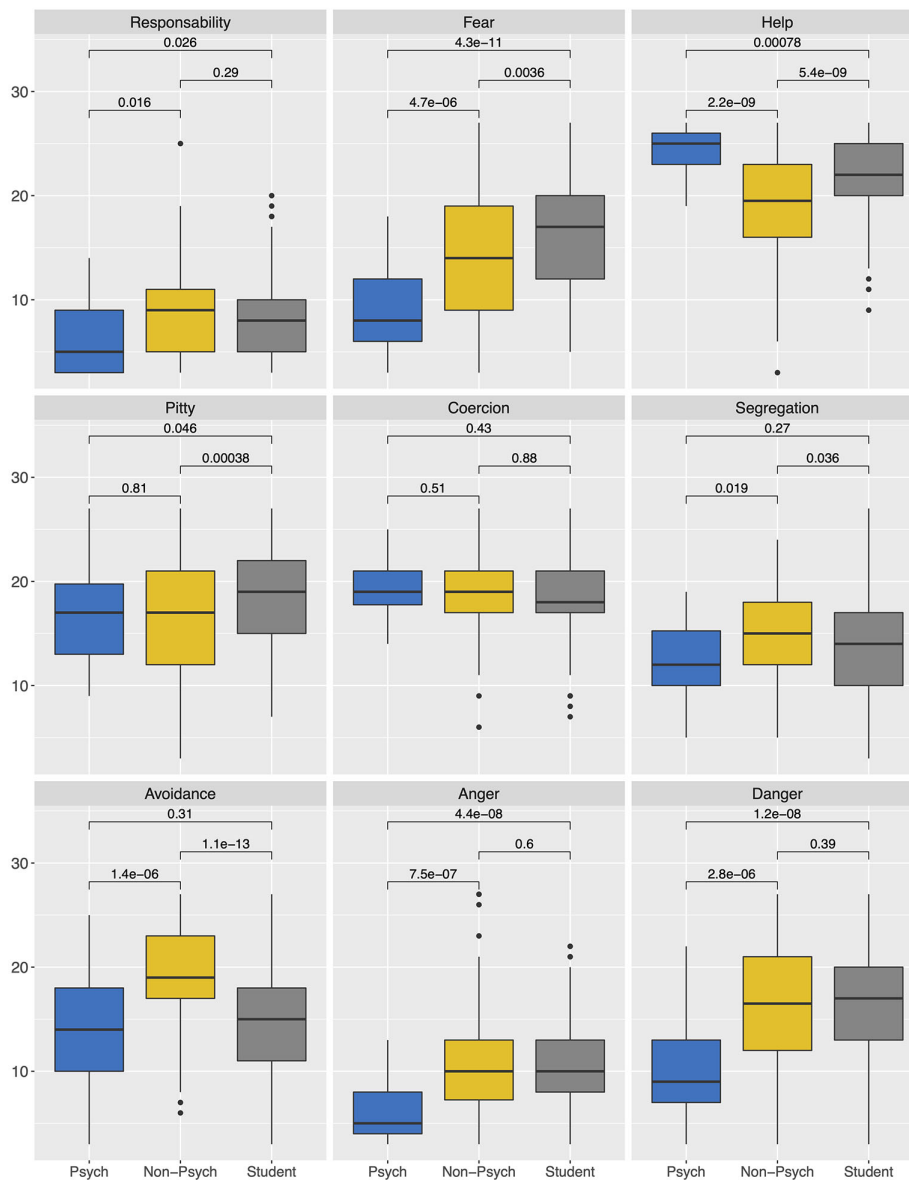 Responsability Fear Help
0.026 4.3e−11 0.00078
0.29 0.0036 5.4e−09
0.016 4.7e−06 2.2e−09
30
20
10
Pitty Coercion Segregation
0.046 0.43 0.27
0.00038 0.88 0.036
0.81 0.51 0.019
30
20
10
Avoidance Anger Danger
0.31 4.4e−08 1.2e−08
1.1e−13 0.6 0.39
1.4e−06 7.5e−07 2.8e−06
30
20
10
Psych Non−Psych Student Psych Non−Psych Student Psych Non−Psych Student